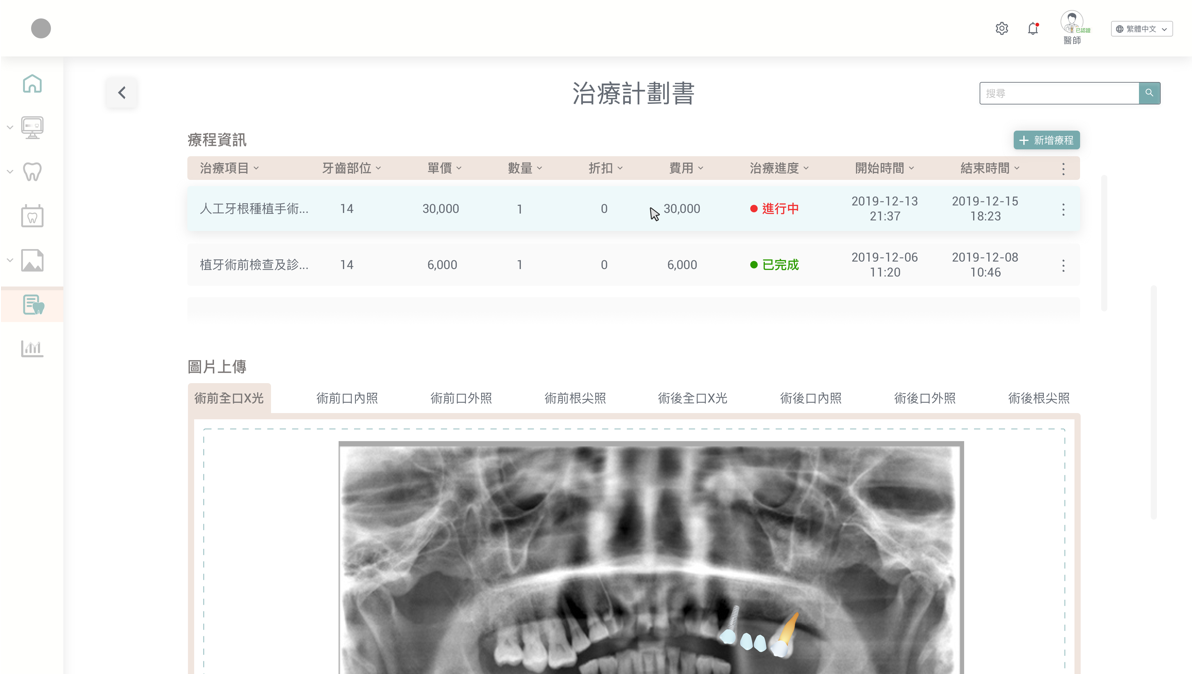 已認證
醫師
繁體中文
治療計劃書
搜尋
療程資訊
+ 新增療程
治療項目 牙齒部位 單價 數量 折扣 費用 治療進度 開始時間 結束時間
人工牙根種植手術... 14 30,000 1 0 30,000 進行中 2019-12-13 21:37 2019-12-15 18:23
植牙術前檢查及診... 14 6,000 1 0 6,000 已完成 2019-12-06 11:20 2019-12-08 10:46
圖片上傳
術前全口X光 術前口內照 術前口外照 術前根尖照 術後全口X光 術後口內照 術後口外照 術後根尖照